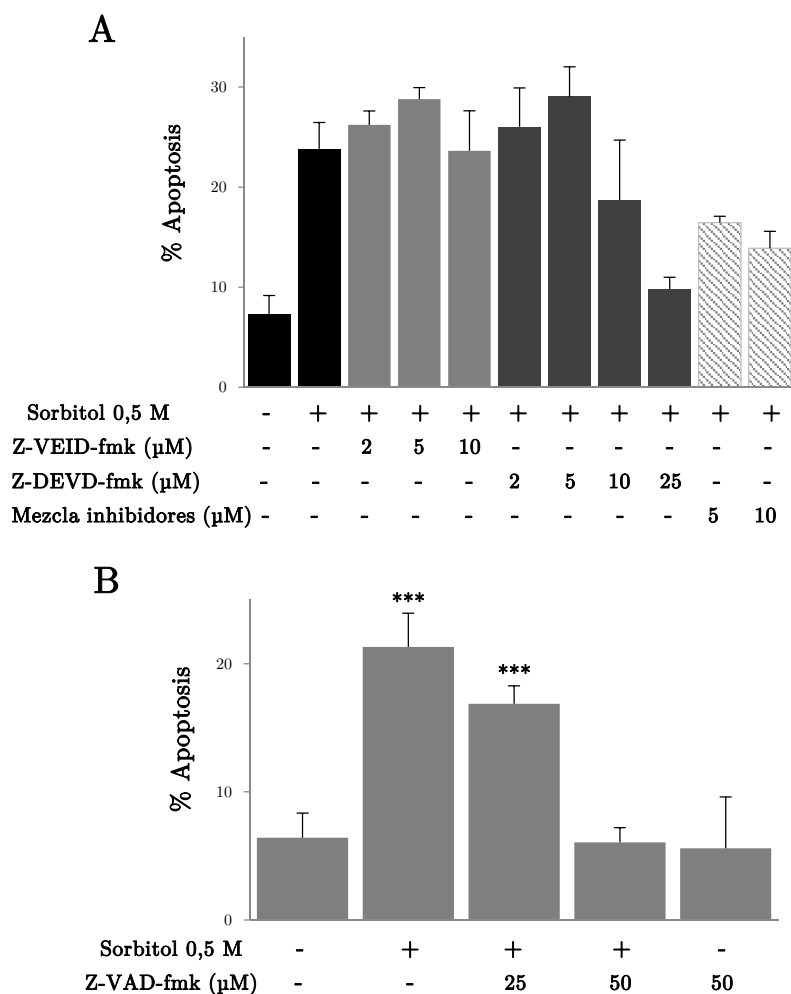 A
% Apoptosis
30
20
10
0
Sorbitol 0,5 M - + + + + + + + + + +
Z-VEID-fmk (µM) - - 2 5 10 - - - - - -
Z-DEVD-fmk (µM) - - - - - 2 5 10 25 - -
Mezcla inhibidores (µM) - - - - - - - - - 5 10
B
% Apoptosis
*** 
***
20
10
0
Sorbitol 0,5 M - + + + -
Z-VAD-fmk (µM) - - 25 50 50